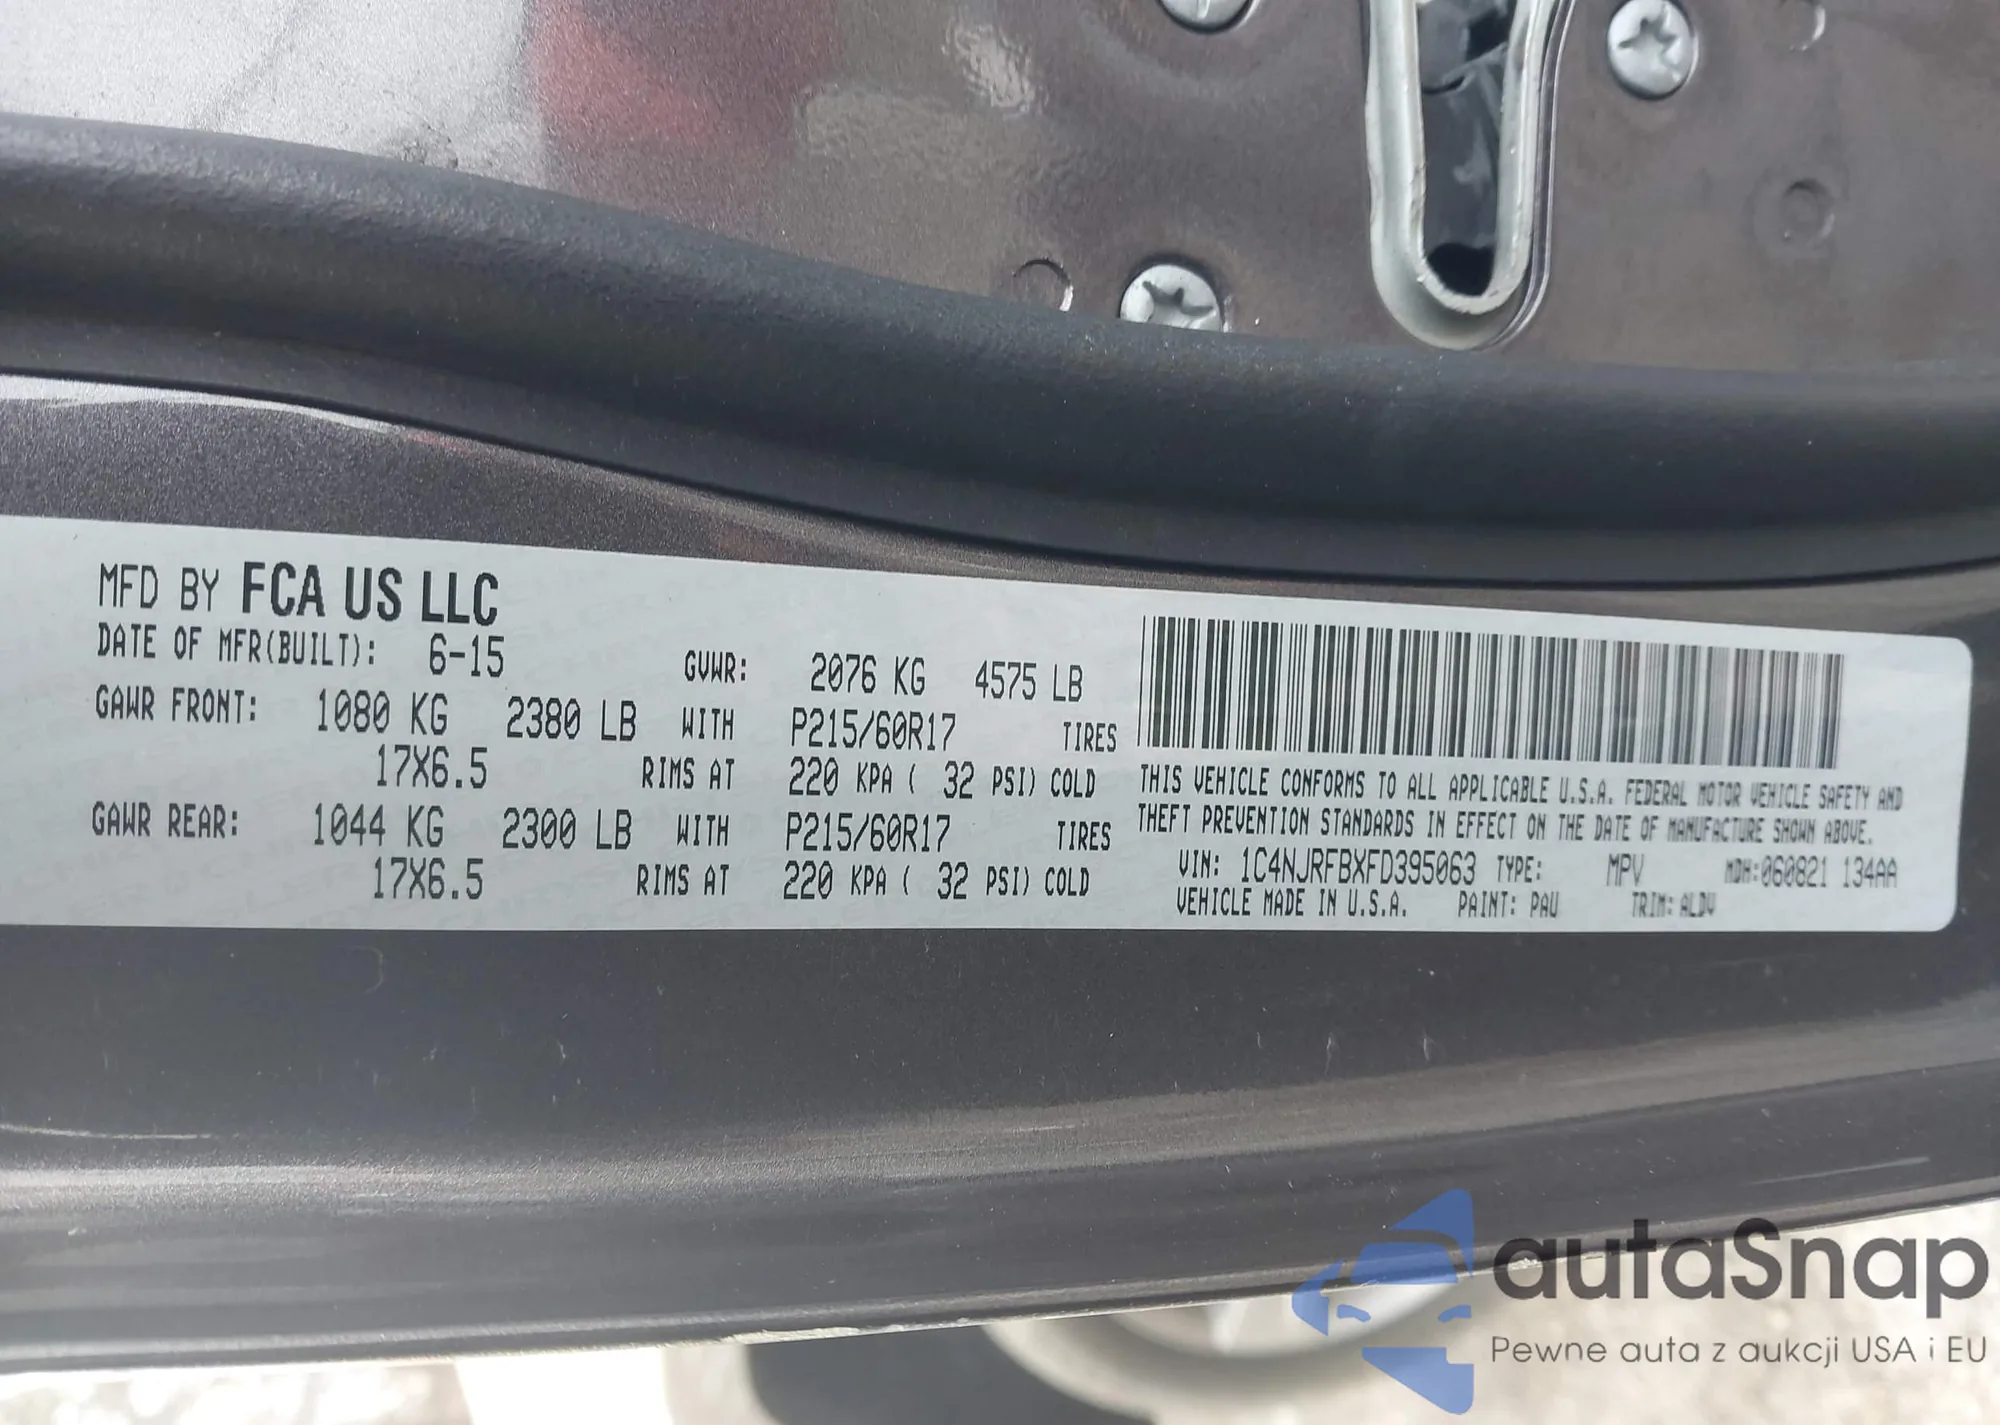 MFD BY FCA US LLC
DATE OF MFR(BUILT): 6-15 GVWR: 2076 KG 4575 LB
GAWR FRONT: 1080 KG 2380 LB WITH P215/60R17 TIRES
17X6.5 RIMS AT 220 KPA ( 32 PSI) COLD
GAWR REAR: 1044 KG 2300 LB WITH P215/60R17 TIRES
17X6.5 RIMS AT 220 KPA ( 32 PSI) COLD
THIS VEHICLE CONFORMS TO ALL APPLICABLE U.S.A. FEDERAL MOTOR VEHICLE SAFETY AND
THEFT PREVENTION STANDARDS IN EFFECT ON THE DATE OF MANUFACTURE SHOWN ABOVE.
VIN: 1C4NJRFBXFD395063 TYPE: MPV MDH:060821 134AA
VEHICLE MADE IN U.S.A. PAINT: PAU TRIM: ALDV
autaSnap
Pewne auta z aukcji USA i EU